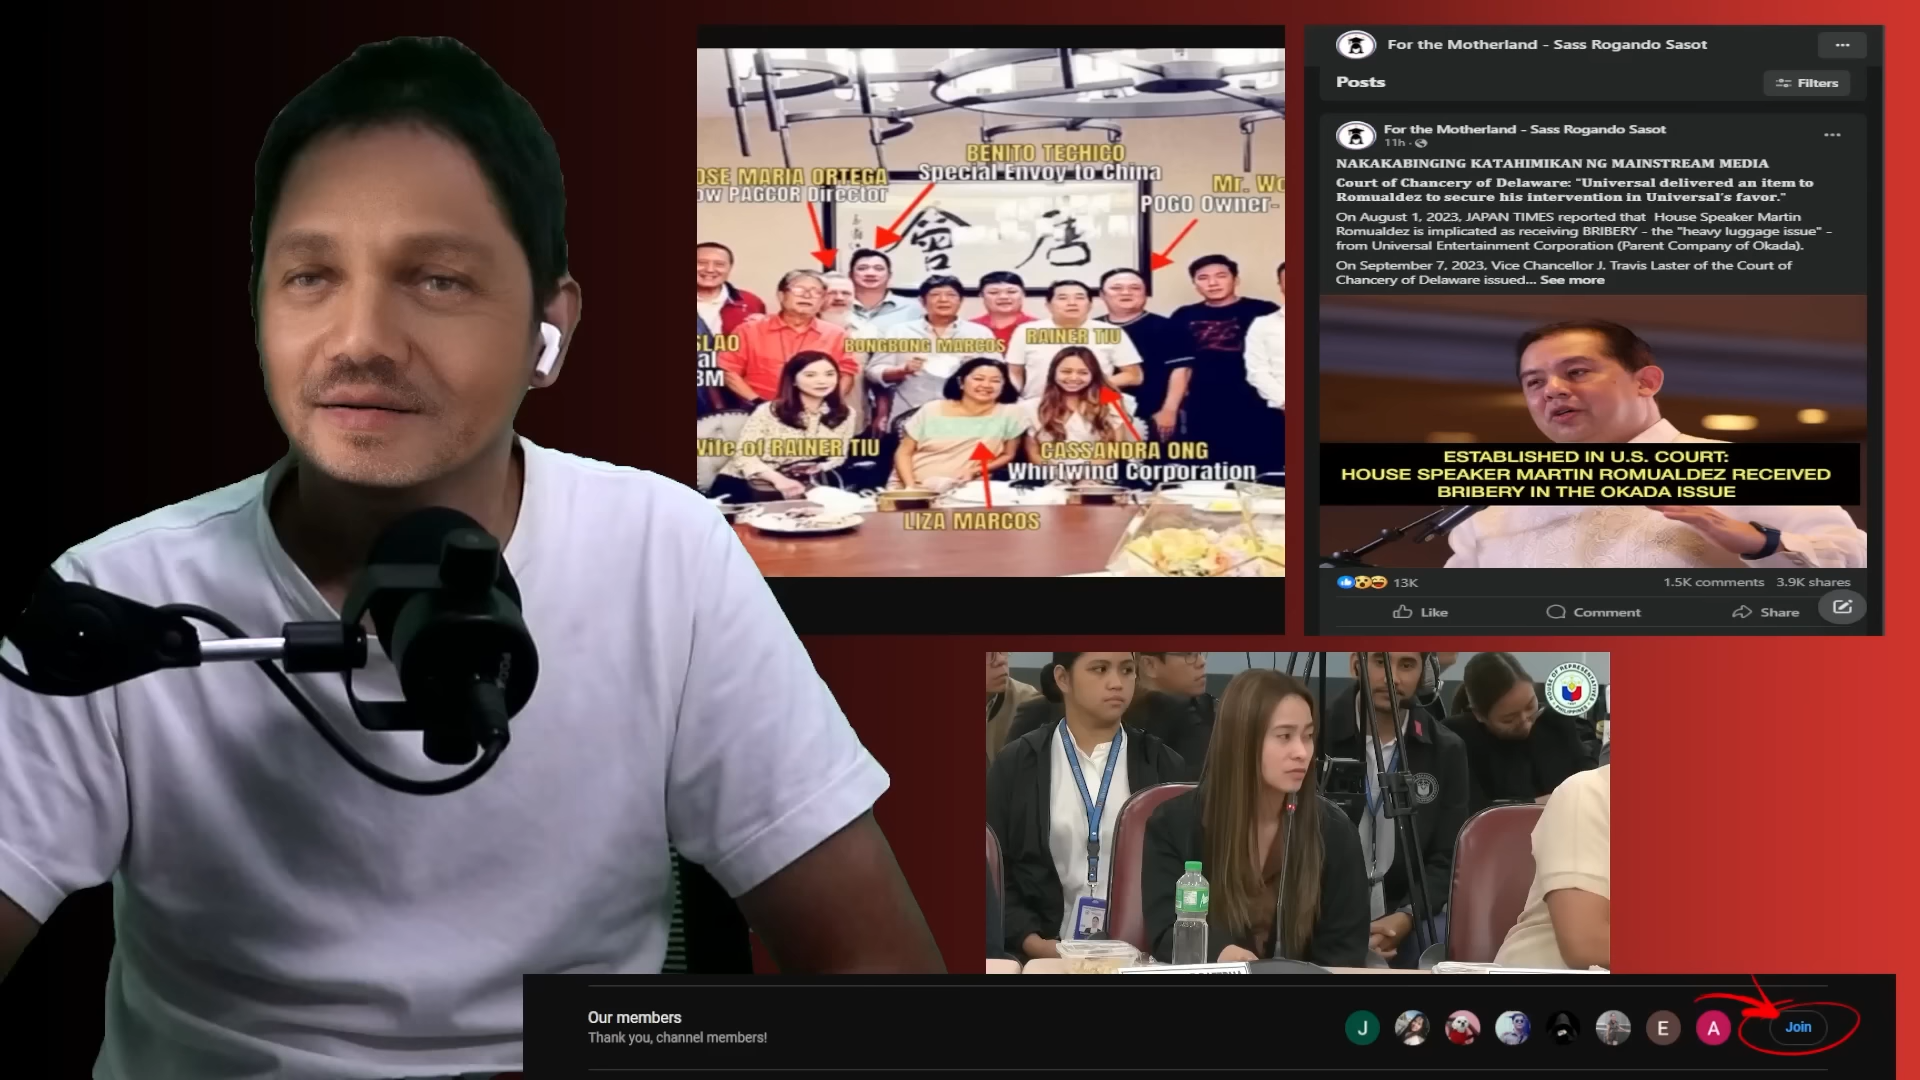 BENITO TECHICO
Special Envoy to China
OSE MARIA ORTEGA
ow PAGCOR Director
Mr. Wo
POGO Owner-
SLAO
al
BM
BONGBONG MARCOS
RAINER TIU
Wife of RAINER TIU
CASSANDRA ONG
Whirlwind Corporation
LIZA MARCOS
For the Motherland - Sass Rogando Sasot
Posts
Filters
For the Motherland - Sass Rogando Sasot
11h
NAKAKABINGING KATAHIMIKAN NG MAINSTREAM MEDIA
Court of Chancery of Delaware: "Universal delivered an item to
Romualdez to secure his intervention in Universal's favor."
On August 1, 2023, JAPAN TIMES reported that House Speaker Martin
Romualdez is implicated as receiving BRIBERY - the "heavy luggage issue" -
from Universal Entertainment Corporation (Parent Company of Okada).
On September 7, 2023, Vice Chancellor J. Travis Laster of the Court of
Chancery of Delaware issued... See more
ESTABLISHED IN U.S. COURT:
HOUSE SPEAKER MARTIN ROMUALDEZ RECEIVED
BRIBERY IN THE OKADA ISSUE
13K
1.5K comments 3.9K shares
Like
Comment
Share
HOUSE OF REPRESENTATIVES
PHILIPPINES
Our members
Thank you, channel members!
J
E
A
Join